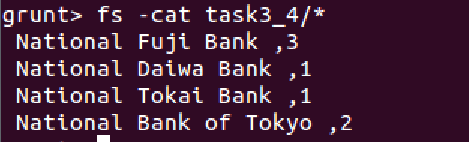 grunt> fs -cat task3_4/*
National Fuji Bank ,3
National Daiwa Bank ,1
National Tokai Bank ,1
National Bank of Tokyo ,2